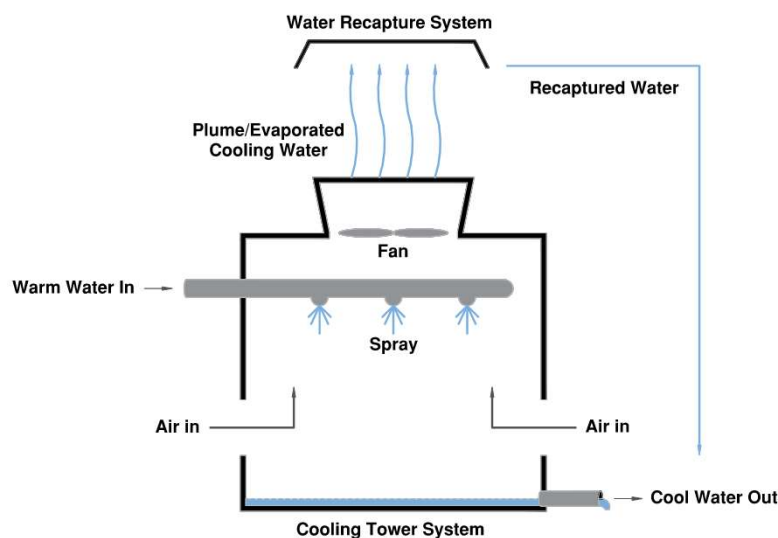 Water Recapture System
Recaptured Water
Plume/Evaporated
Cooling Water
Fan
Warm Water In
Spray
Air in
Air in
Cool Water Out
Cooling Tower System